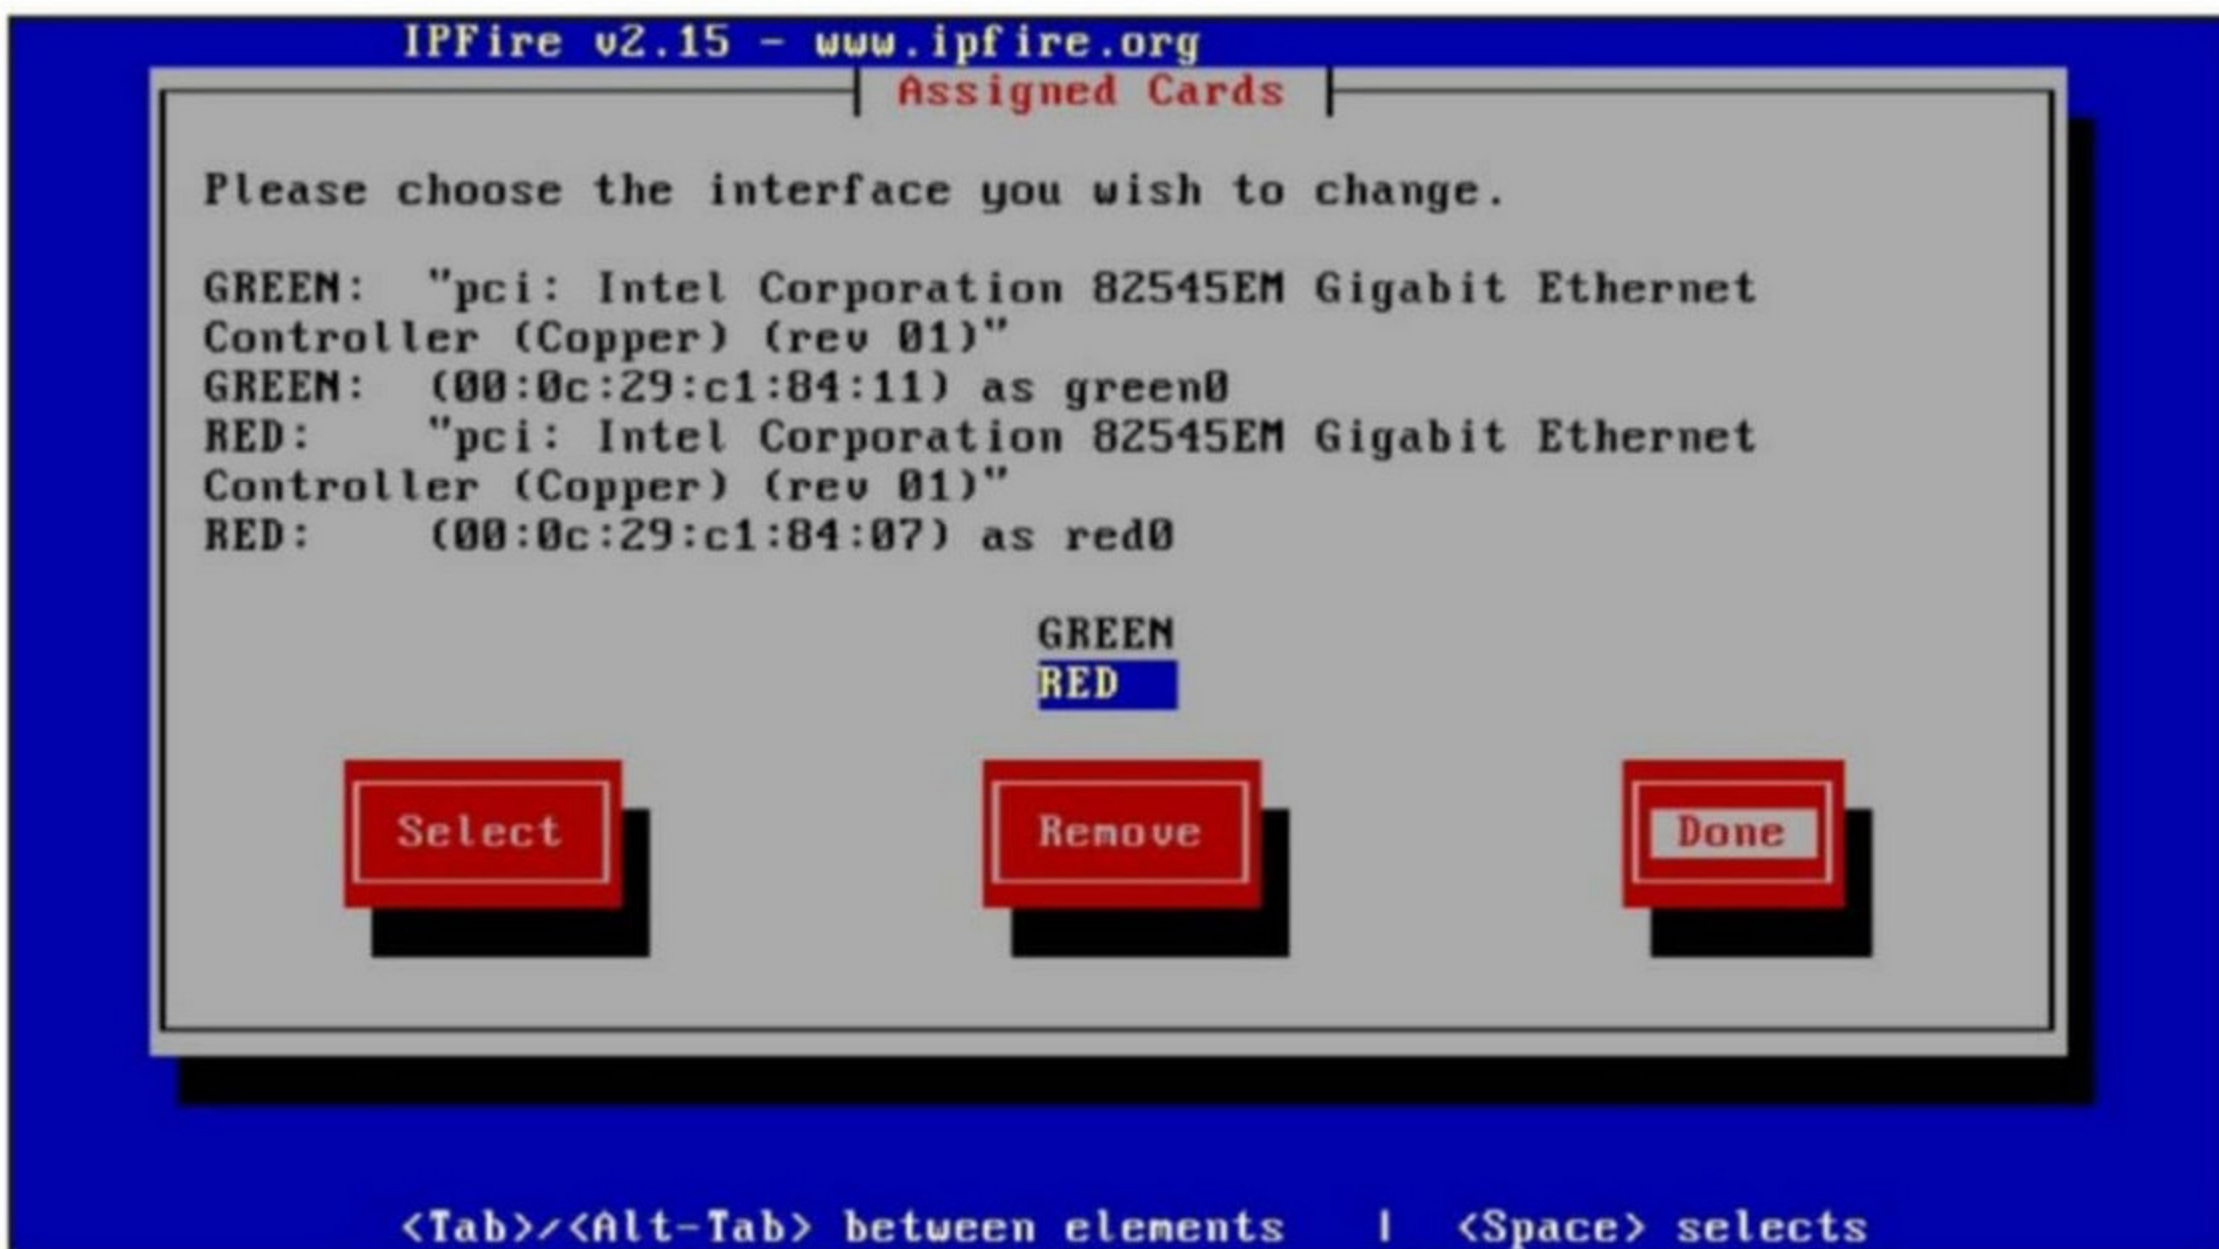 IPFire v2.15 - www.ipfire.org
Assigned Cards
Please choose the interface you wish to change.
GREEN: "pci: Intel Corporation 82545EM Gigabit Ethernet
Controller (Copper) (rev 01)"
GREEN: (00:0c:29:c1:84:11) as green0
RED: "pci: Intel Corporation 82545EM Gigabit Ethernet
Controller (Copper) (rev 01)"
RED: (00:0c:29:c1:84:07) as red0
GREEN
RED
Select Remove Done
<Tab>/<Alt-Tab> between elements | <Space> selects